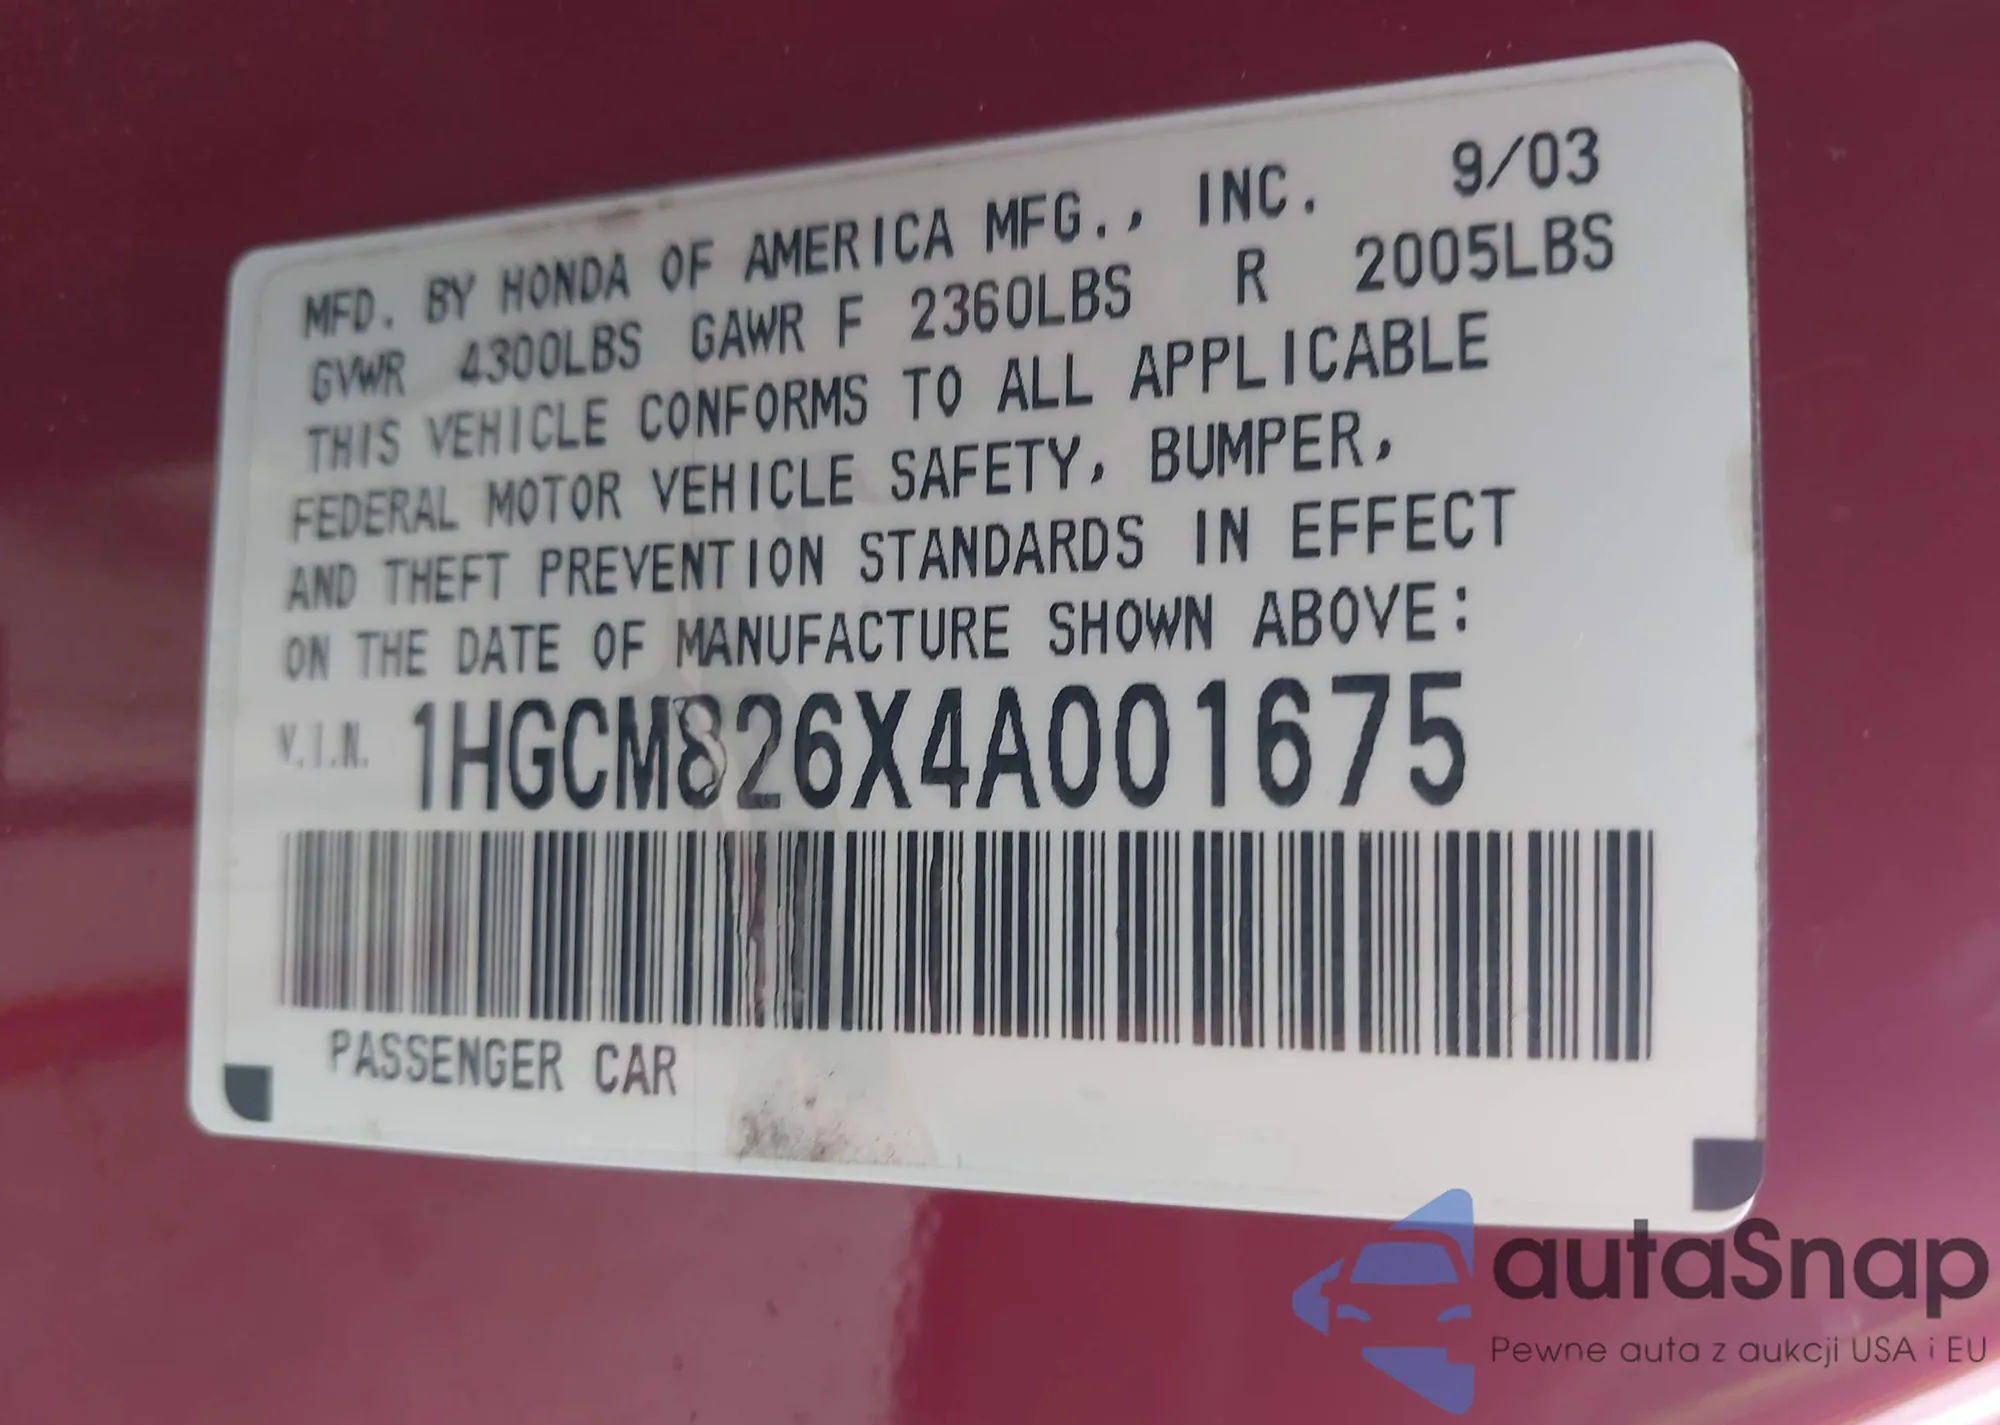 MFD. BY HONDA OF AMERICA MFG., INC. 9/03
GVWR 4300LBS GAWR F 2360LBS R 2005LBS
THIS VEHICLE CONFORMS TO ALL APPLICABLE
FEDERAL MOTOR VEHICLE SAFETY, BUMPER,
AND THEFT PREVENTION STANDARDS IN EFFECT
ON THE DATE OF MANUFACTURE SHOWN ABOVE:
V.I.N. 1HGCM826X4A001675
PASSENGER CAR
autaSnap
Pewne auta z aukcji USA i EU